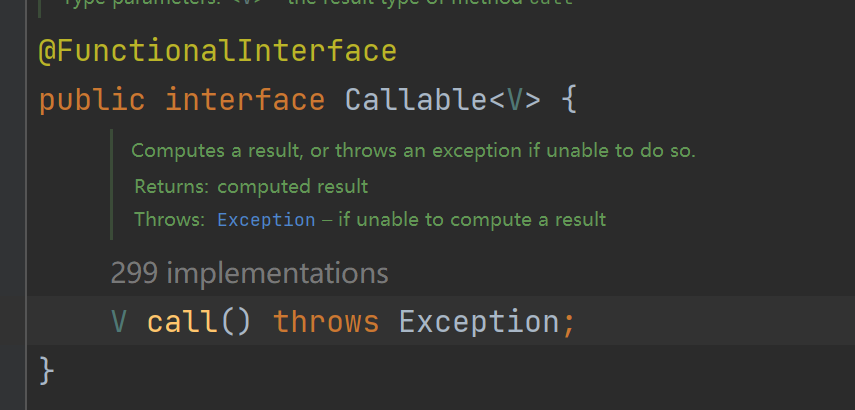 Type parameters: <V> – the result type of method call
@FunctionalInterface
public interface Callable<V> {
Computes a result, or throws an exception if unable to do so.
Returns: computed result
Throws: Exception – if unable to compute a result
299 implementations
V call() throws Exception;
}